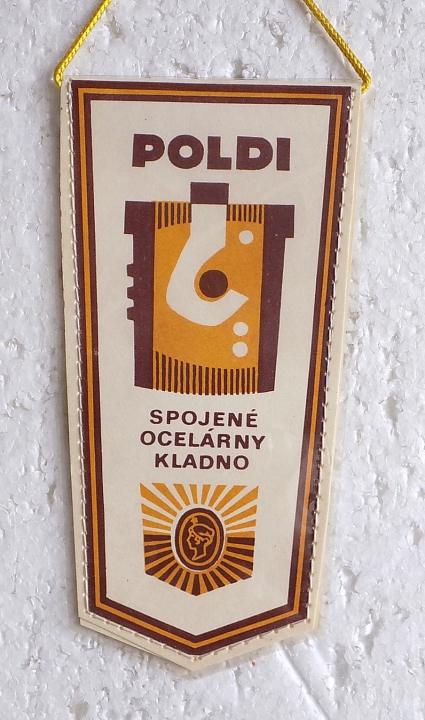 POLDI
SPOJENÉ
OCELÁRNY
KLADNO